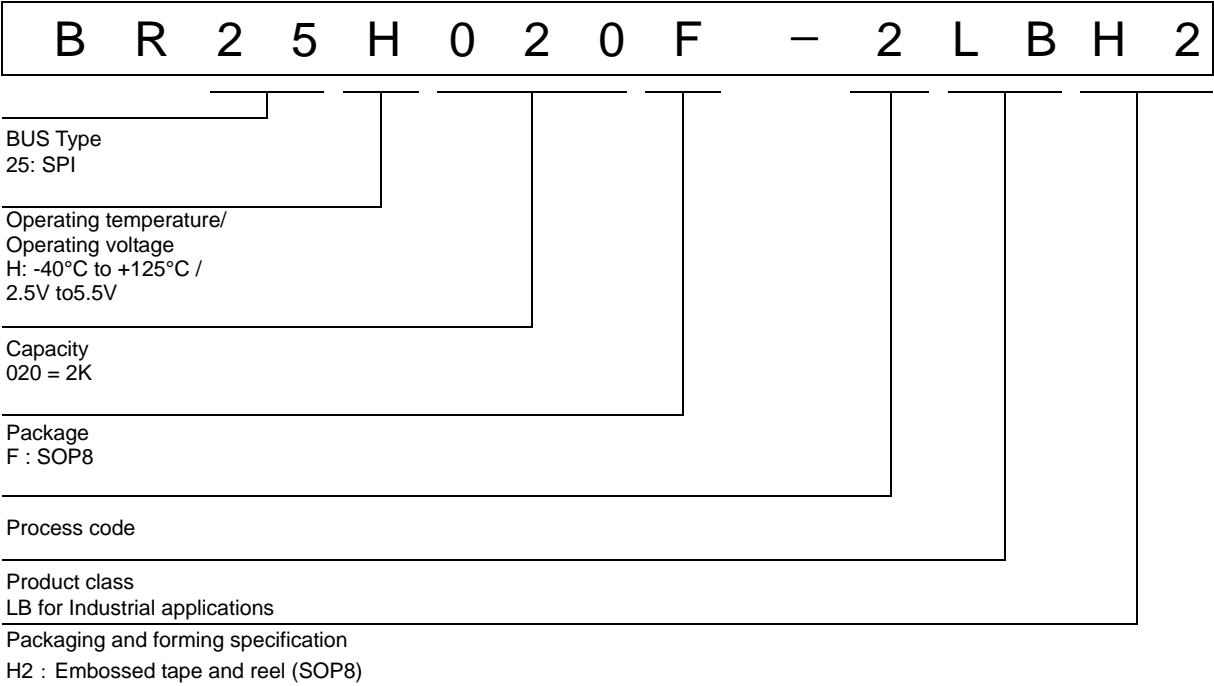 B R 2 5 H 0 2 0 F － 2 L B H 2
BUS Type
25: SPI
Operating temperature/
Operating voltage
H: -40°C to +125°C /
2.5V to5.5V
Capacity
020 = 2K
Package
F : SOP8
Process code
Product class
LB for Industrial applications
Packaging and forming specification
H2：Embossed tape and reel (SOP8)